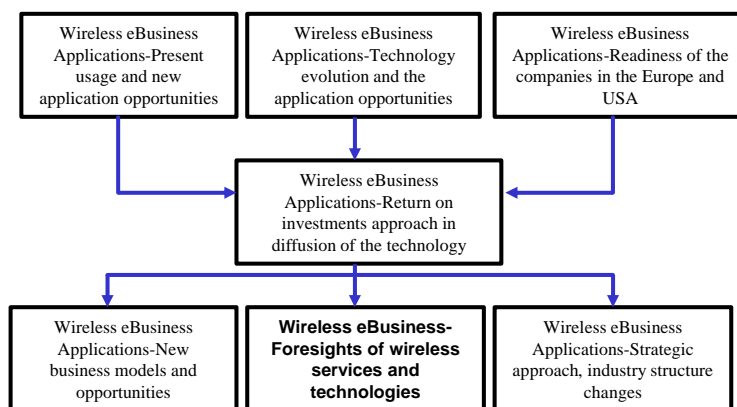 Wireless eBusiness
Applications-Present
usage and new
application opportunities
Wireless eBusiness
Applications-Technology
evolution and the
application opportunities
Wireless eBusiness
Applications-Readiness of the
companies in the Europe and
USA
Wireless eBusiness
Applications-Return on
investments approach in
diffusion of the technology
Wireless eBusiness
Applications-New
business models and
opportunities
Wireless eBusiness-
Foresights of wireless
services and
technologies
Wireless eBusiness
Applications-Strategic
approach, industry structure
changes